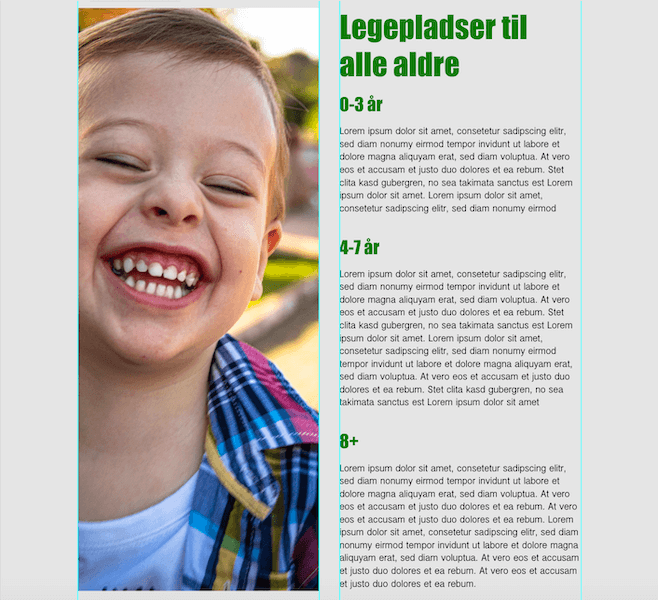 Legepladser til
alle aldre
0-3 år
Lorem ipsum dolor sit amet, consetetur sadipscing elitr,
sed diam nonumy eirmod tempor invidunt ut labore et
dolore magna aliquyam erat, sed diam voluptua. At vero
eos et accusam et justo duo dolores et ea rebum. Stet
clita kasd gubergren, no sea takimata sanctus est Lorem
ipsum dolor sit amet. Lorem ipsum dolor sit amet,
consetetur sadipscing elitr, sed diam nonumy eirmod
4-7 år
Lorem ipsum dolor sit amet, consetetur sadipscing elitr,
sed diam nonumy eirmod tempor invidunt ut labore et
dolore magna aliquyam erat, sed diam voluptua. At vero
eos et accusam et justo duo dolores et ea rebum. Stet
clita kasd gubergren, no sea takimata sanctus est Lorem
ipsum dolor sit amet. Lorem ipsum dolor sit amet,
consetetur sadipscing elitr, sed diam nonumy eirmod
tempor invidunt ut labore et dolore magna aliquyam erat,
sed diam voluptua. At vero eos et accusam et justo duo
dolores et ea rebum. Stet clita kasd gubergren, no sea
takimata sanctus est Lorem ipsum dolor sit amet
8+
Lorem ipsum dolor sit amet, consetetur sadipscing elitr,
sed diam nonumy eirmod tempor invidunt ut labore et
dolore magna aliquyam erat, sed diam voluptua. At vero
eos et accusam et justo duo dolores et ea rebum. At vero
eos et accusam et justo duo dolores et ea rebum. Lorem
ipsum dolor sit amet, consetetur sadipscing elitr, sed diam
nonumy eirmod tempor invidunt ut labore et dolore magna
aliquyam erat, sed diam voluptua. At vero eos et accusam
et justo duo dolores et ea rebum. At vero eos et accusam
et justo duo dolores et ea rebum.